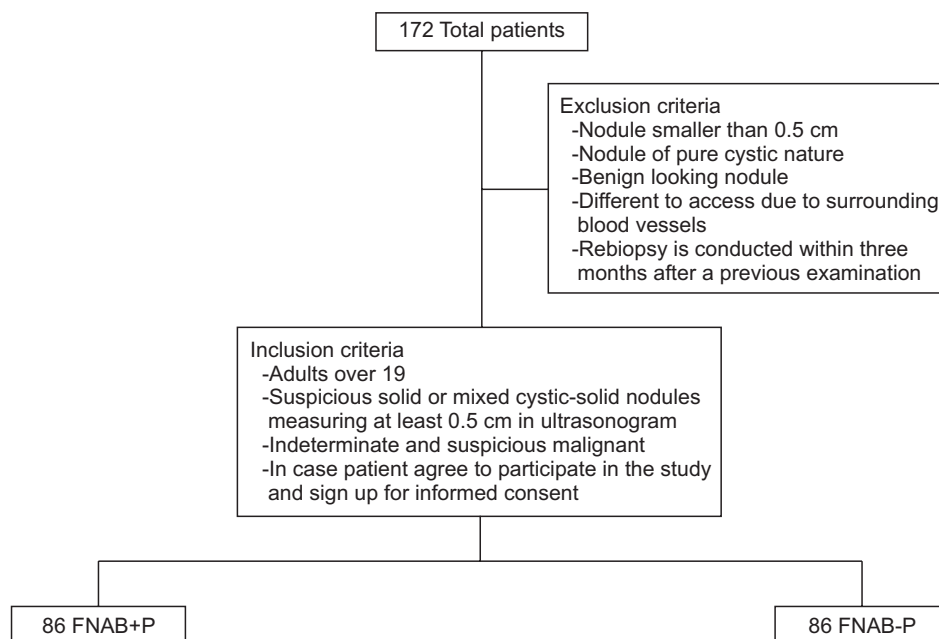 172 Total patients
Exclusion criteria
-Nodule smaller than 0.5 cm
-Nodule of pure cystic nature
-Benign looking nodule
-Different to access due to surrounding
blood vessels
-Rebiopsy is conducted within three
months after a previous examination
Inclusion criteria
-Adults over 19
-Suspicious solid or mixed cystic-solid nodules
measuring at least 0.5 cm in ultrasonogram
-Indeterminate and suspicious malignant
-In case patient agree to participate in the study
and sign up for informed consent
86 FNAB+P
86 FNAB-P